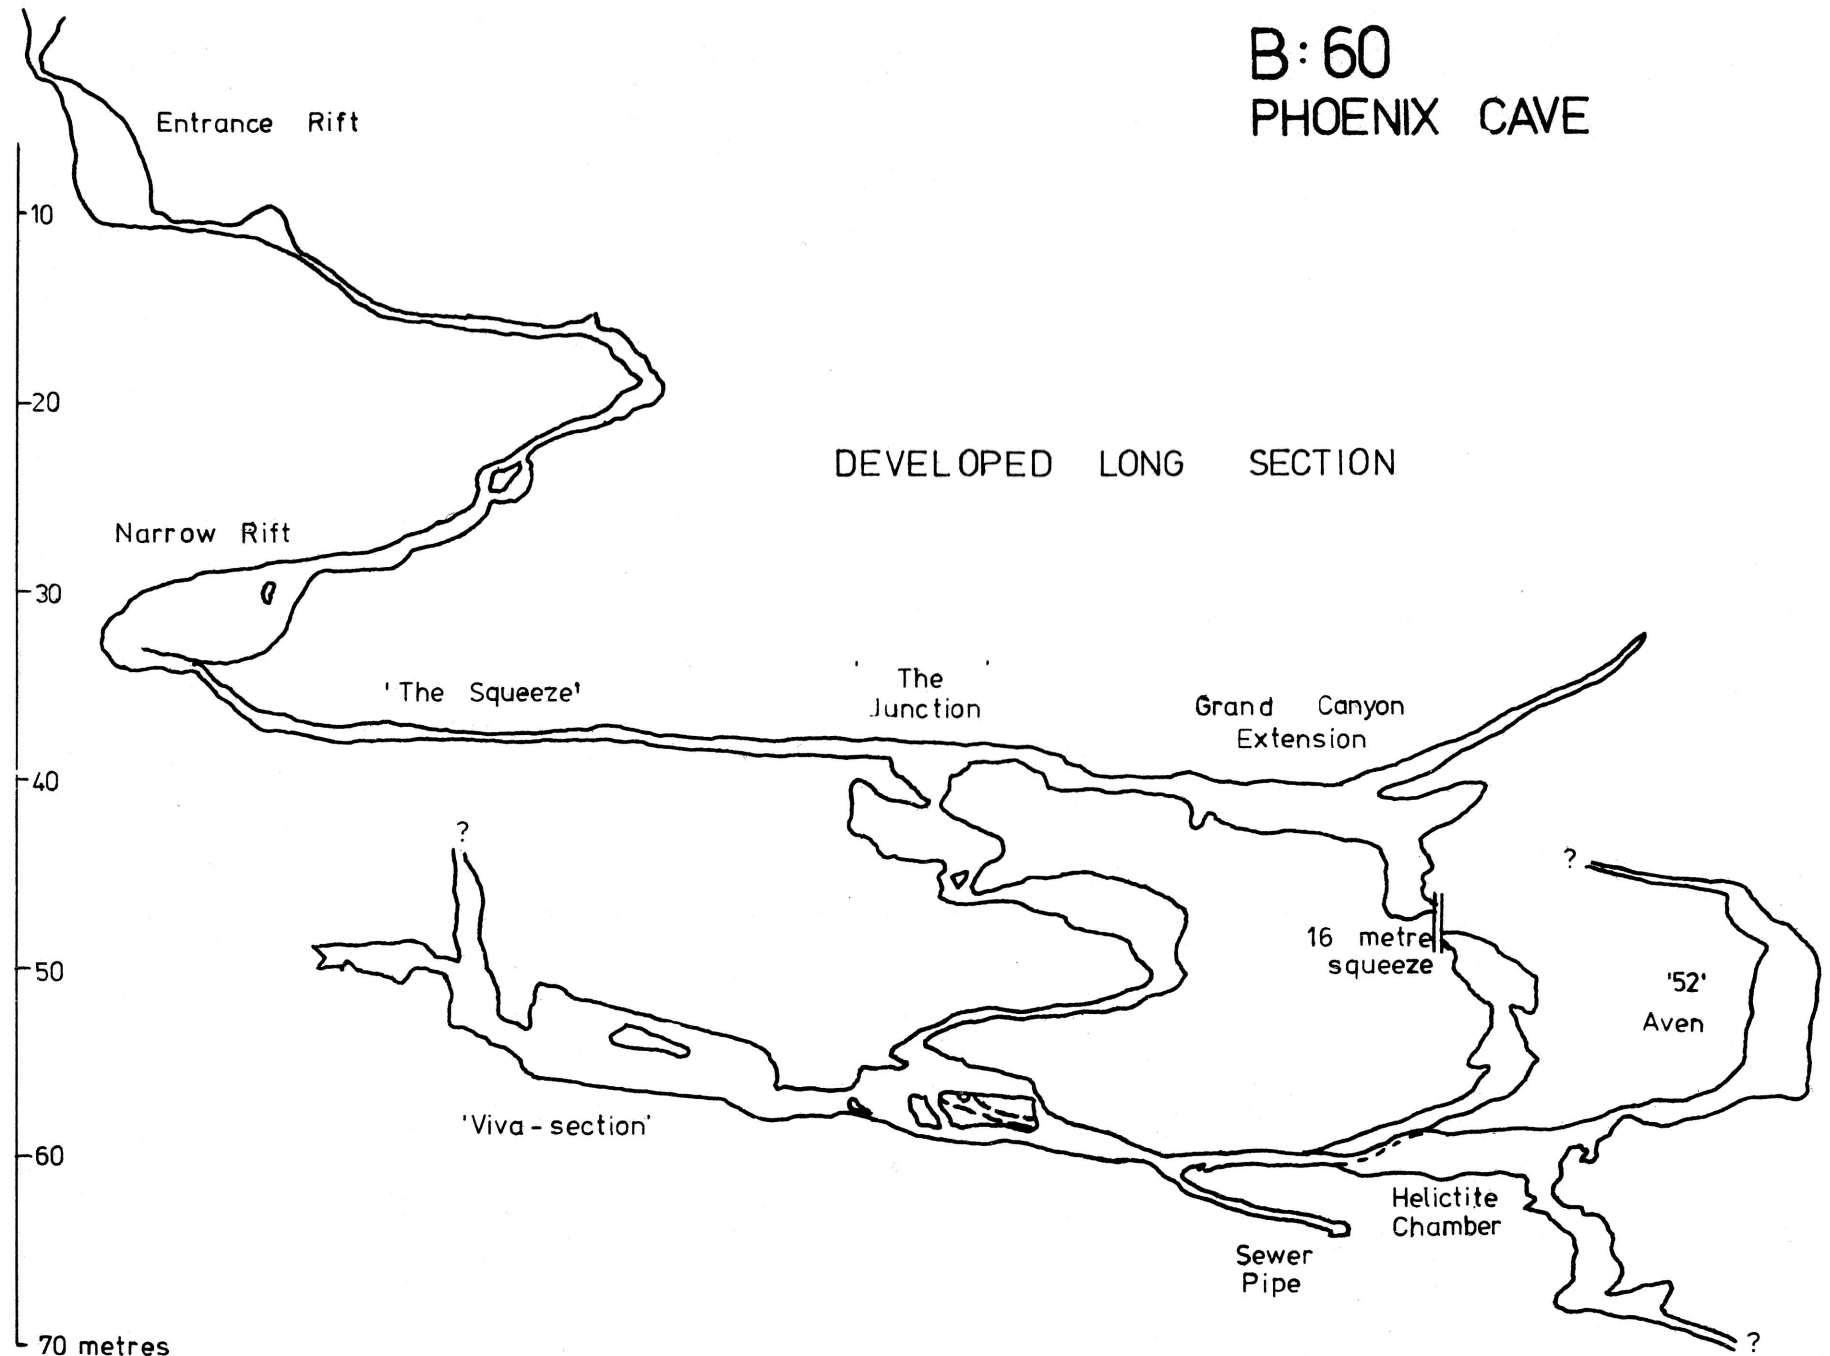 B:60
PHOENIX CAVE
Entrance Rift
10
20
DEVELOPED LONG SECTION
Narrow Rift
30
'The Squeeze'
' The '
Junction
Grand Canyon
Extension
40
?
?
16 metre
squeeze
50
'52'
Aven
'Viva-section'
60
Helictite
Chamber
Sewer
Pipe
70 metres
?